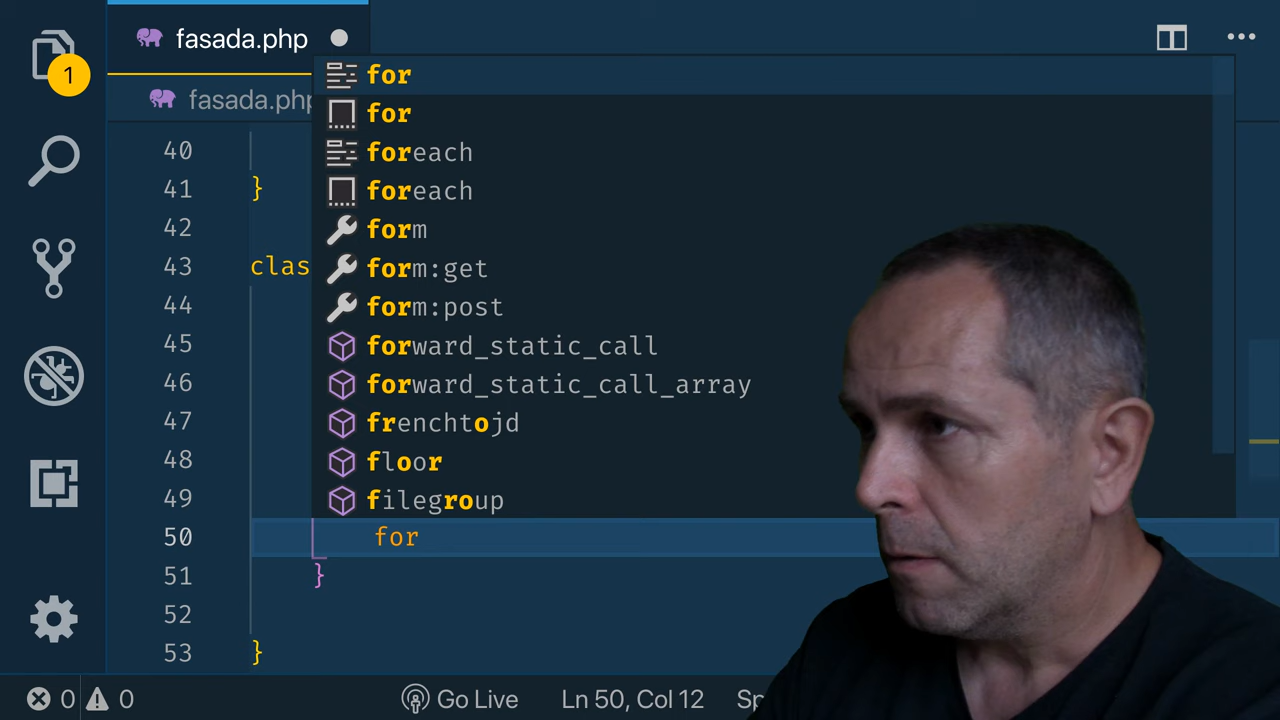 fasada.php
1
fasada.php
for
for
foreach
foreach
form
form:get
form:post
forward_static_call
forward_static_call_array
frenchtojd
floor
filegroup
40
41 }
42
43 clas
44
45
46
47
48
49
50 for
51 }
52
53 }
0 0 Go Live Ln 50, Col 12 Sp